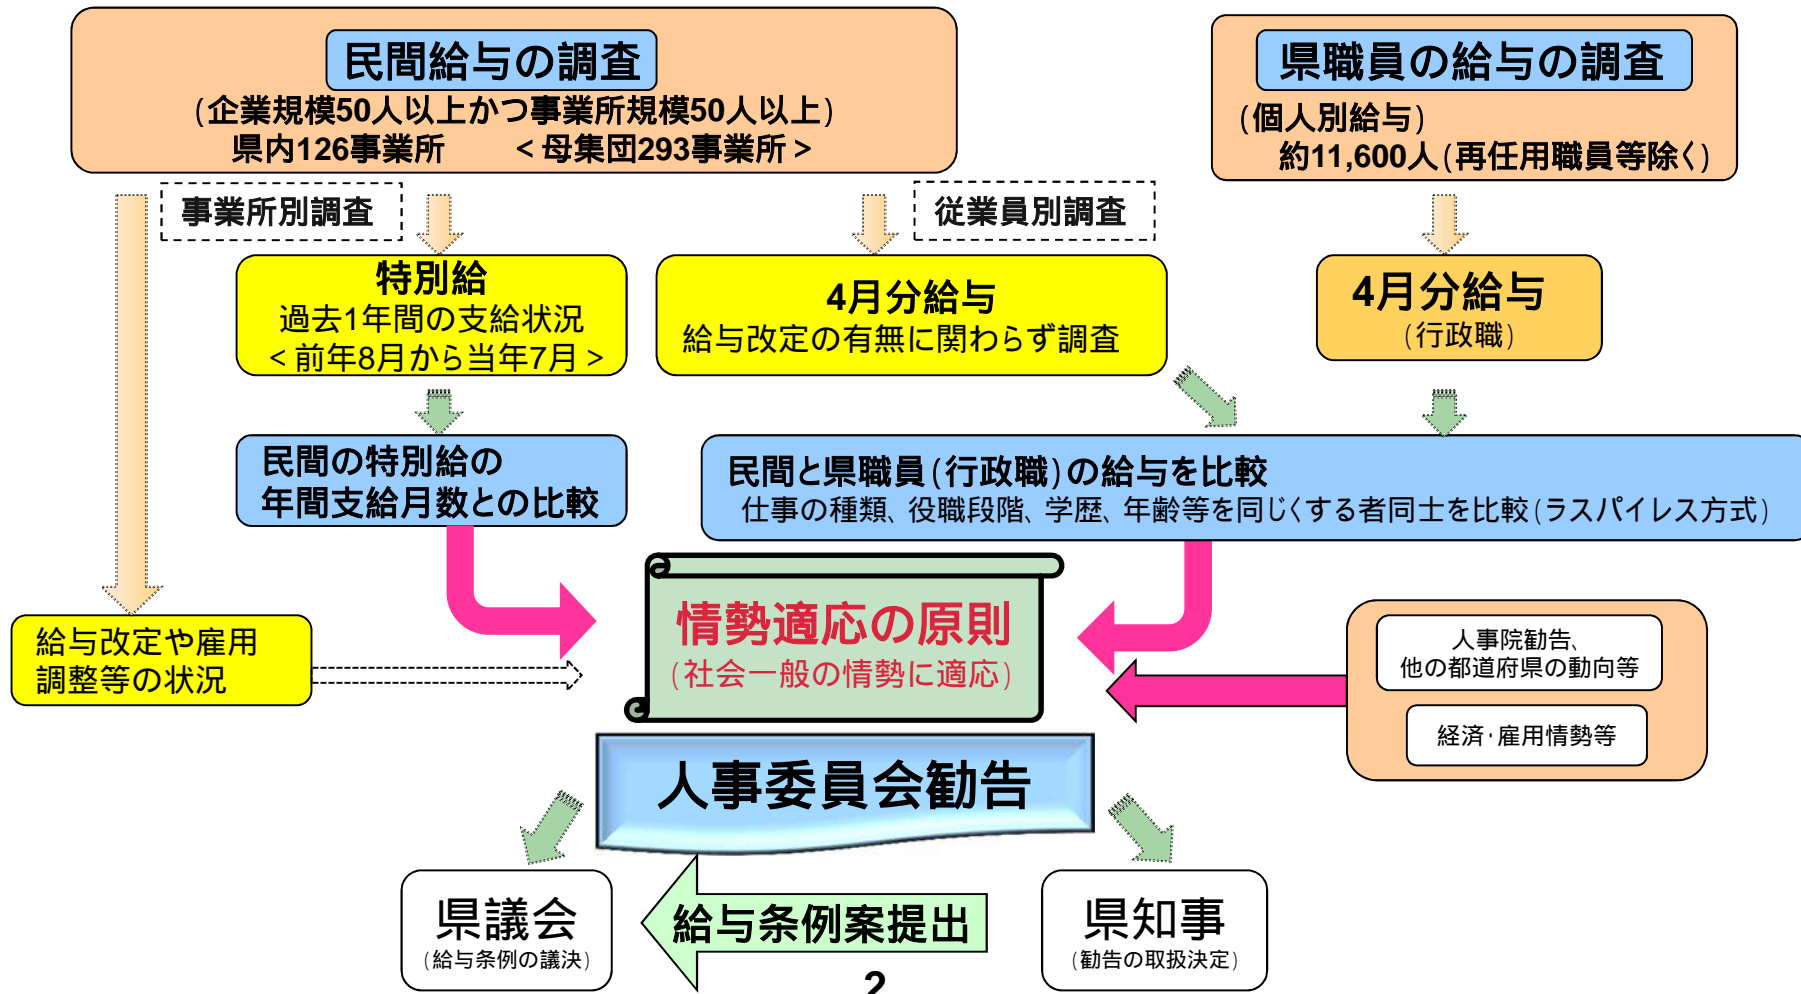 民間給与の調査
(企業規模50人以上かつ事業所規模50人以上)
県内126事業所 <母集団293事業所>
県職員の給与の調査
(個人別給与)
約11,600人(再任用職員等除く)
事業所別調査
従業員別調査
特別給
過去1年間の支給状況
<前年8月から当年7月>
4月分給与
給与改定の有無に関わらず調査
4月分給与
(行政職)
民間の特別給の
年間支給月数との比較
民間と県職員(行政職)の給与を比較
仕事の種類、役職段階、学歴、年齢等を同じくする者同士を比較(ラスパイレス方式)
情勢適応の原則
(社会一般の情勢に適応)
給与改定や雇用
調整等の状況
人事院勧告、
他の都道府県の動向等
経済・雇用情勢等
人事委員会勧告
県議会
(給与条例の議決)
給与条例案提出
県知事
(勧告の取扱決定)
2